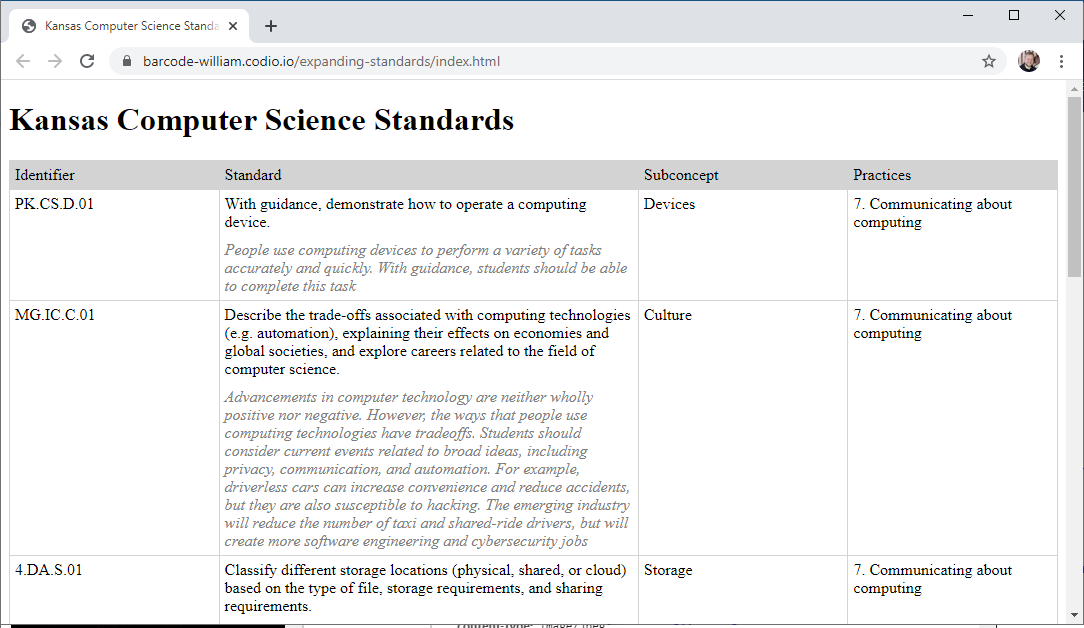 Kansas Computer Science Standa
barcode-william.codio.io/expanding-standards/index.html
Kansas Computer Science Standards
Identifier Standard Subconcept Practices
PK.CS.D.01 With guidance, demonstrate how to operate a computing Devices 7. Communicating about
device. computing
People use computing devices to perform a variety of tasks
accurately and quickly. With guidance, students should be able
to complete this task
MG.IC.C.01 Describe the trade-offs associated with computing technologies Culture 7. Communicating about
(e.g. automation), explaining their effects on economies and computing
global societies, and explore careers related to the field of
computer science.
Advancements in computer technology are neither wholly
positive nor negative. However, the ways that people use
computing technologies have tradeoffs. Students should
consider current events related to broad ideas, including
privacy, communication, and automation. For example,
driverless cars can increase convenience and reduce accidents,
but they are also susceptible to hacking. The emerging industry
will reduce the number of taxi and shared-ride drivers, but will
create more software engineering and cybersecurity jobs
4.DA.S.01 Classify different storage locations (physical, shared, or cloud) Storage 7. Communicating about
based on the type of file, storage requirements, and sharing computing
requirements.